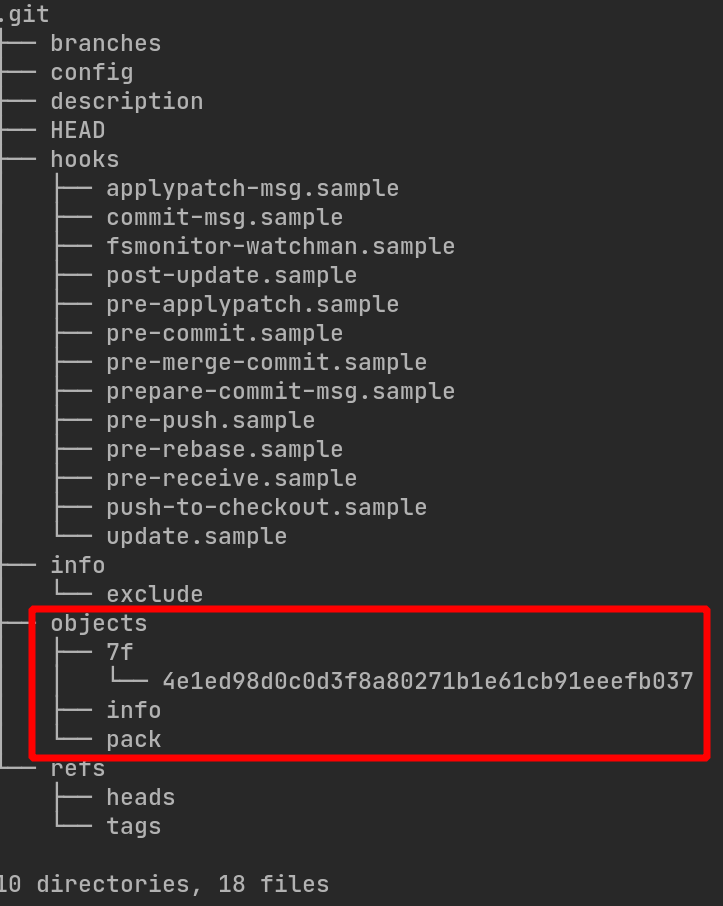 .git
├── branches
├── config
├── description
├── HEAD
├── hooks
│   ├── applypatch-msg.sample
│   ├── commit-msg.sample
│   ├── fsmonitor-watchman.sample
│   ├── post-update.sample
│   ├── pre-applypatch.sample
│   ├── pre-commit.sample
│   ├── pre-merge-commit.sample
│   ├── prepare-commit-msg.sample
│   ├── pre-push.sample
│   ├── pre-rebase.sample
│   ├── pre-receive.sample
│   ├── push-to-checkout.sample
│   └── update.sample
├── info
│   └── exclude
├── objects
│   ├── 7f
│   │   └── 4e1ed98d0c0d3f8a80271b1e61cb91eeefb037
│   ├── info
│   └── pack
└── refs
    ├── heads
    └── tags
10 directories, 18 files